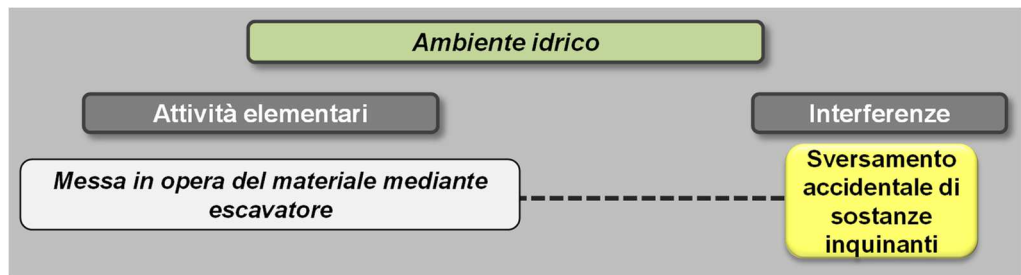 Ambiente idrico
Attività elementari
Interferenze
Messa in opera del materiale mediante
escavatore
Sversamento
accidentale di
sostanze
inquinanti